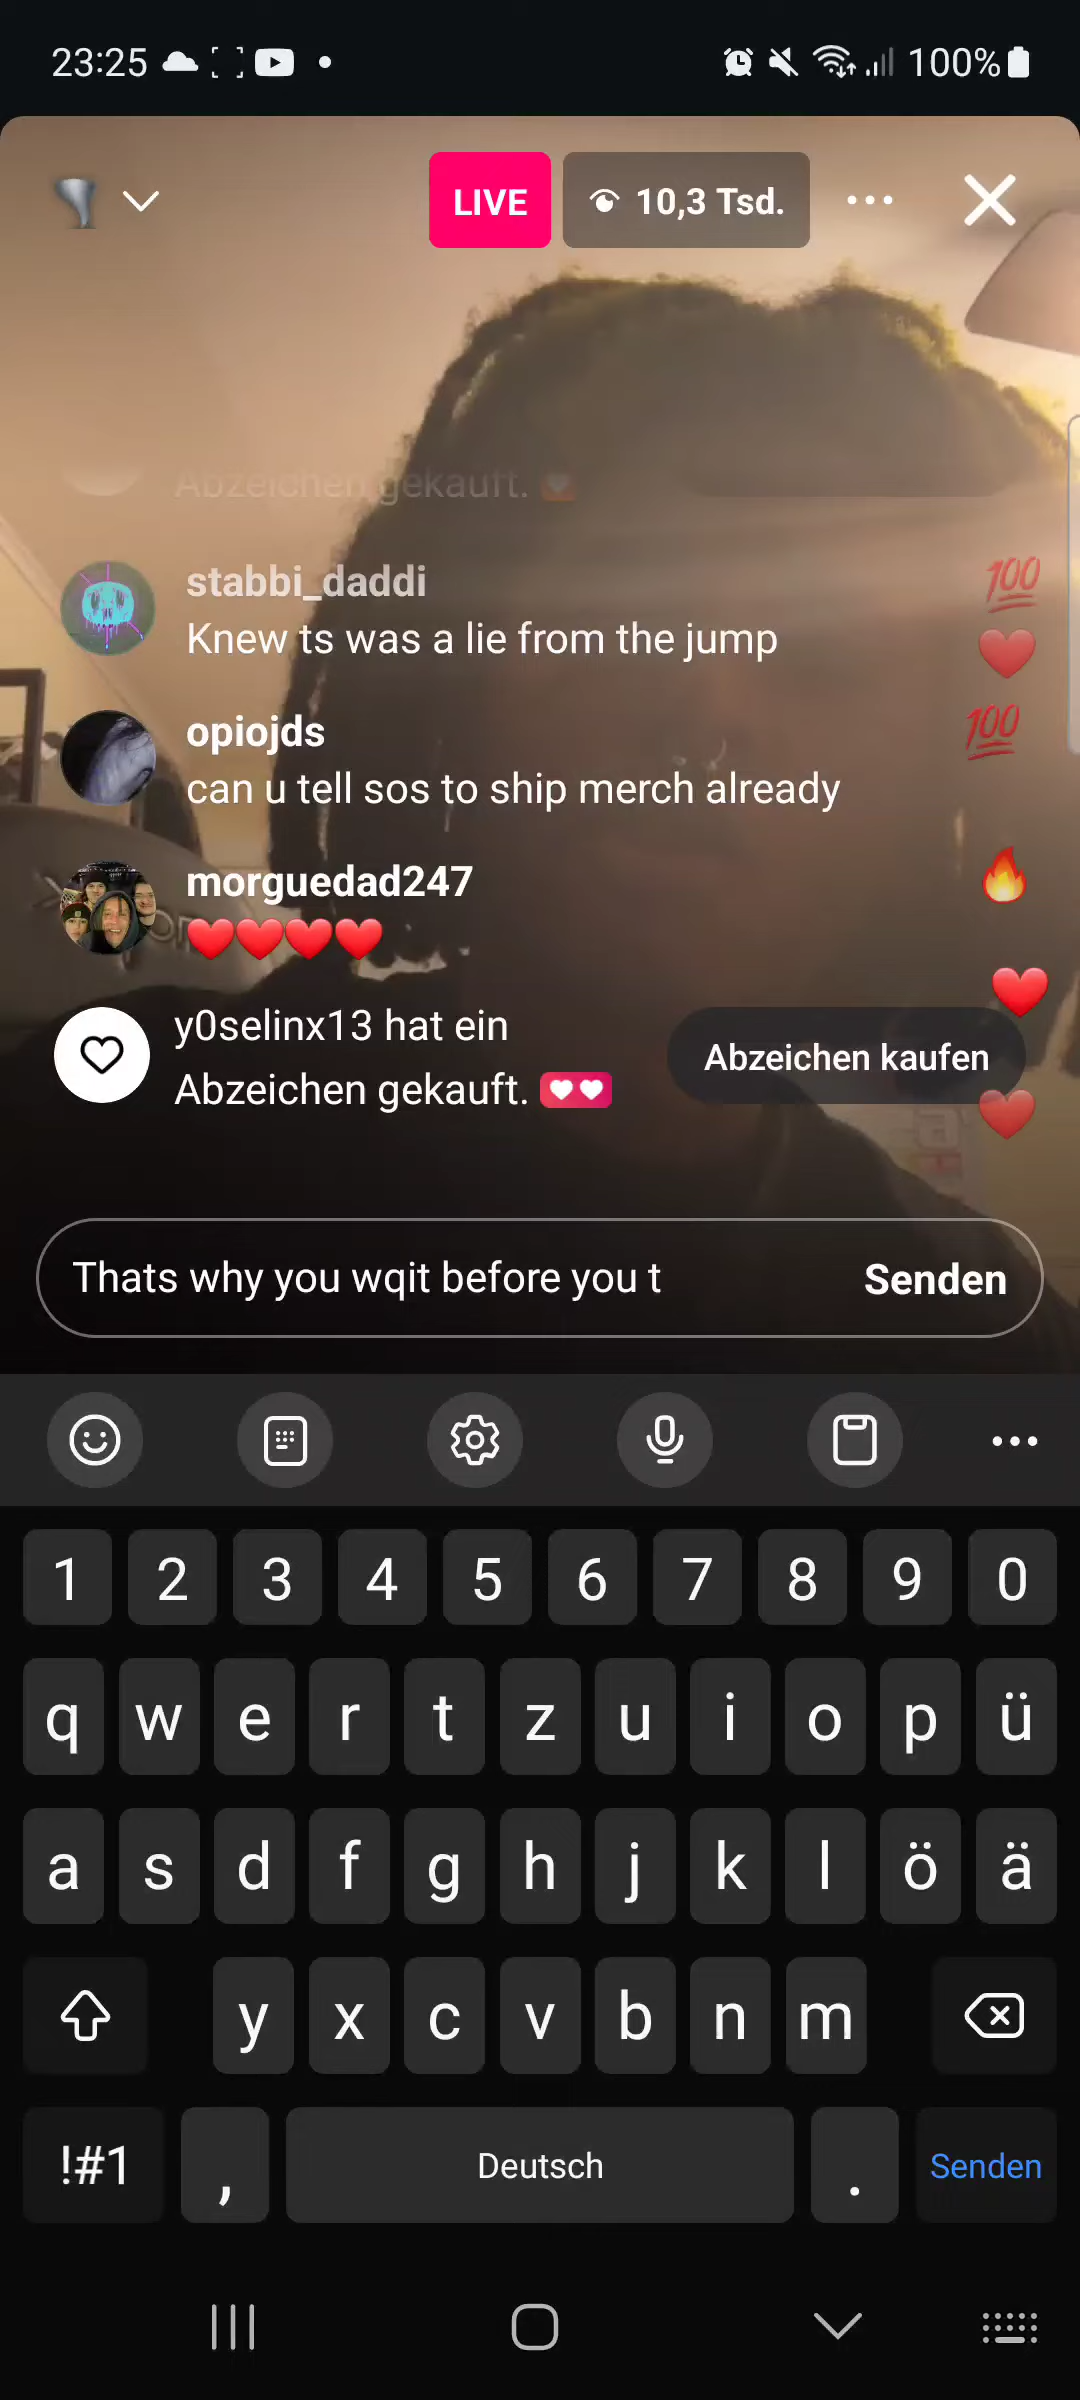 23:25
100%
LIVE
10,3 Tsd.
Abzeichen gekauft.
stabbi_daddi
Knew ts was a lie from the jump
💯
opiojds
💯
can u tell sos to ship merch already
morguedad247
❤️❤️❤️❤️
y0selinx13 hat ein
Abzeichen gekauft.
Abzeichen kaufen
Thats why you wqit before you t
Senden
1 2 3 4 5 6 7 8 9 0
q w e r t z u i o p ü
a s d f g h j k l ö ä
y x c v b n m
!#1 , Deutsch . Senden